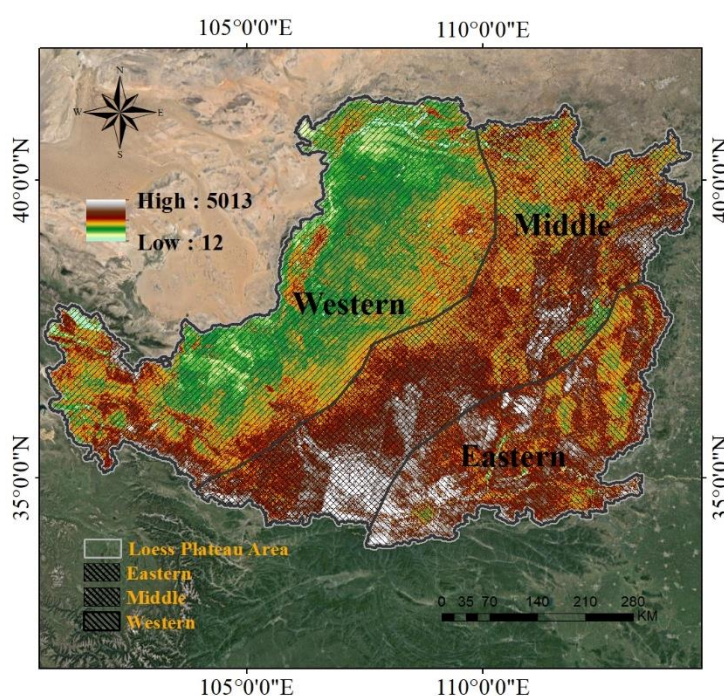 105°0'0"E 110°0'0"E
N
W E
S
40°0'0"N 40°0'0"N
High : 5013
Low : 12
Middle
Western
Eastern
35°0'0"N 35°0'0"N
Loess Plateau Area
Eastern
Middle
Western
0 35 70 140 210 280
KM
105°0'0"E 110°0'0"E